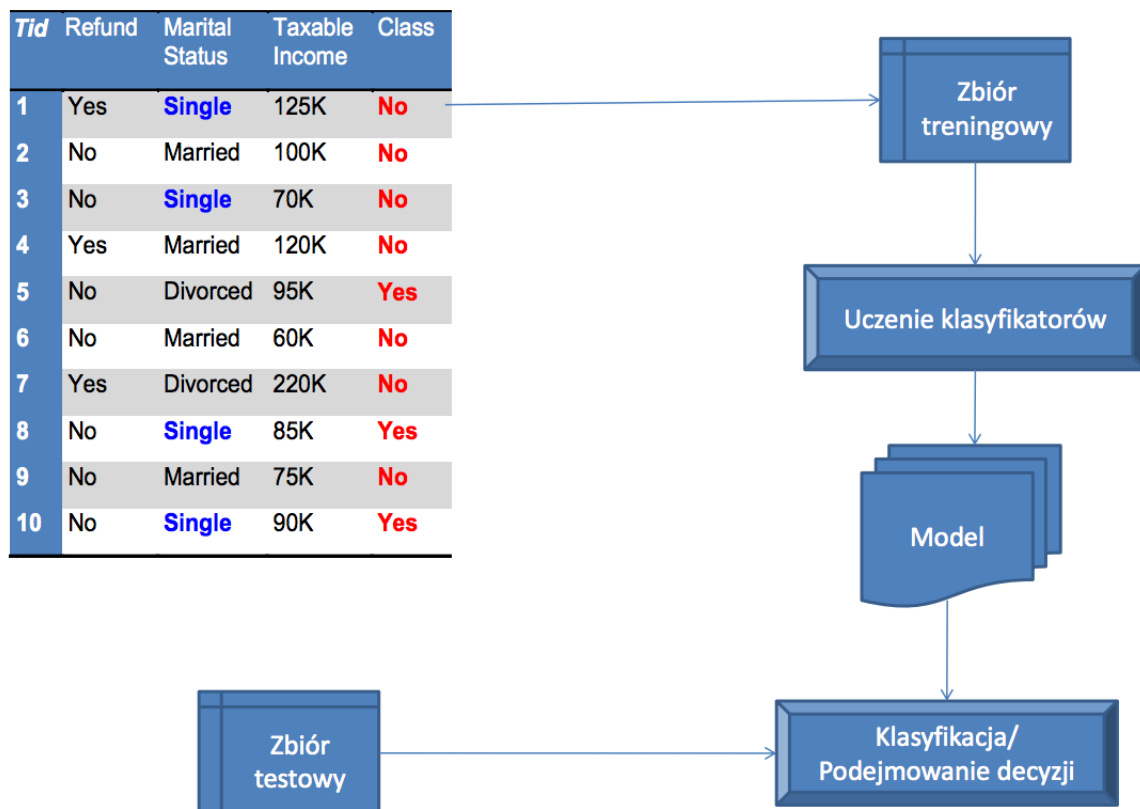 Tid Refund Marital Status Taxable Income Class
1 Yes Single 125K No
2 No Married 100K No
3 No Single 70K No
4 Yes Married 120K No
5 No Divorced 95K Yes
6 No Married 60K No
7 Yes Divorced 220K No
8 No Single 85K Yes
9 No Married 75K No
10 No Single 90K Yes
Zbiór
treningowy
Uczenie klasyfikatorów
Model
Zbiór
testowy
Klasyfikacja/
Podejmowanie decyzji